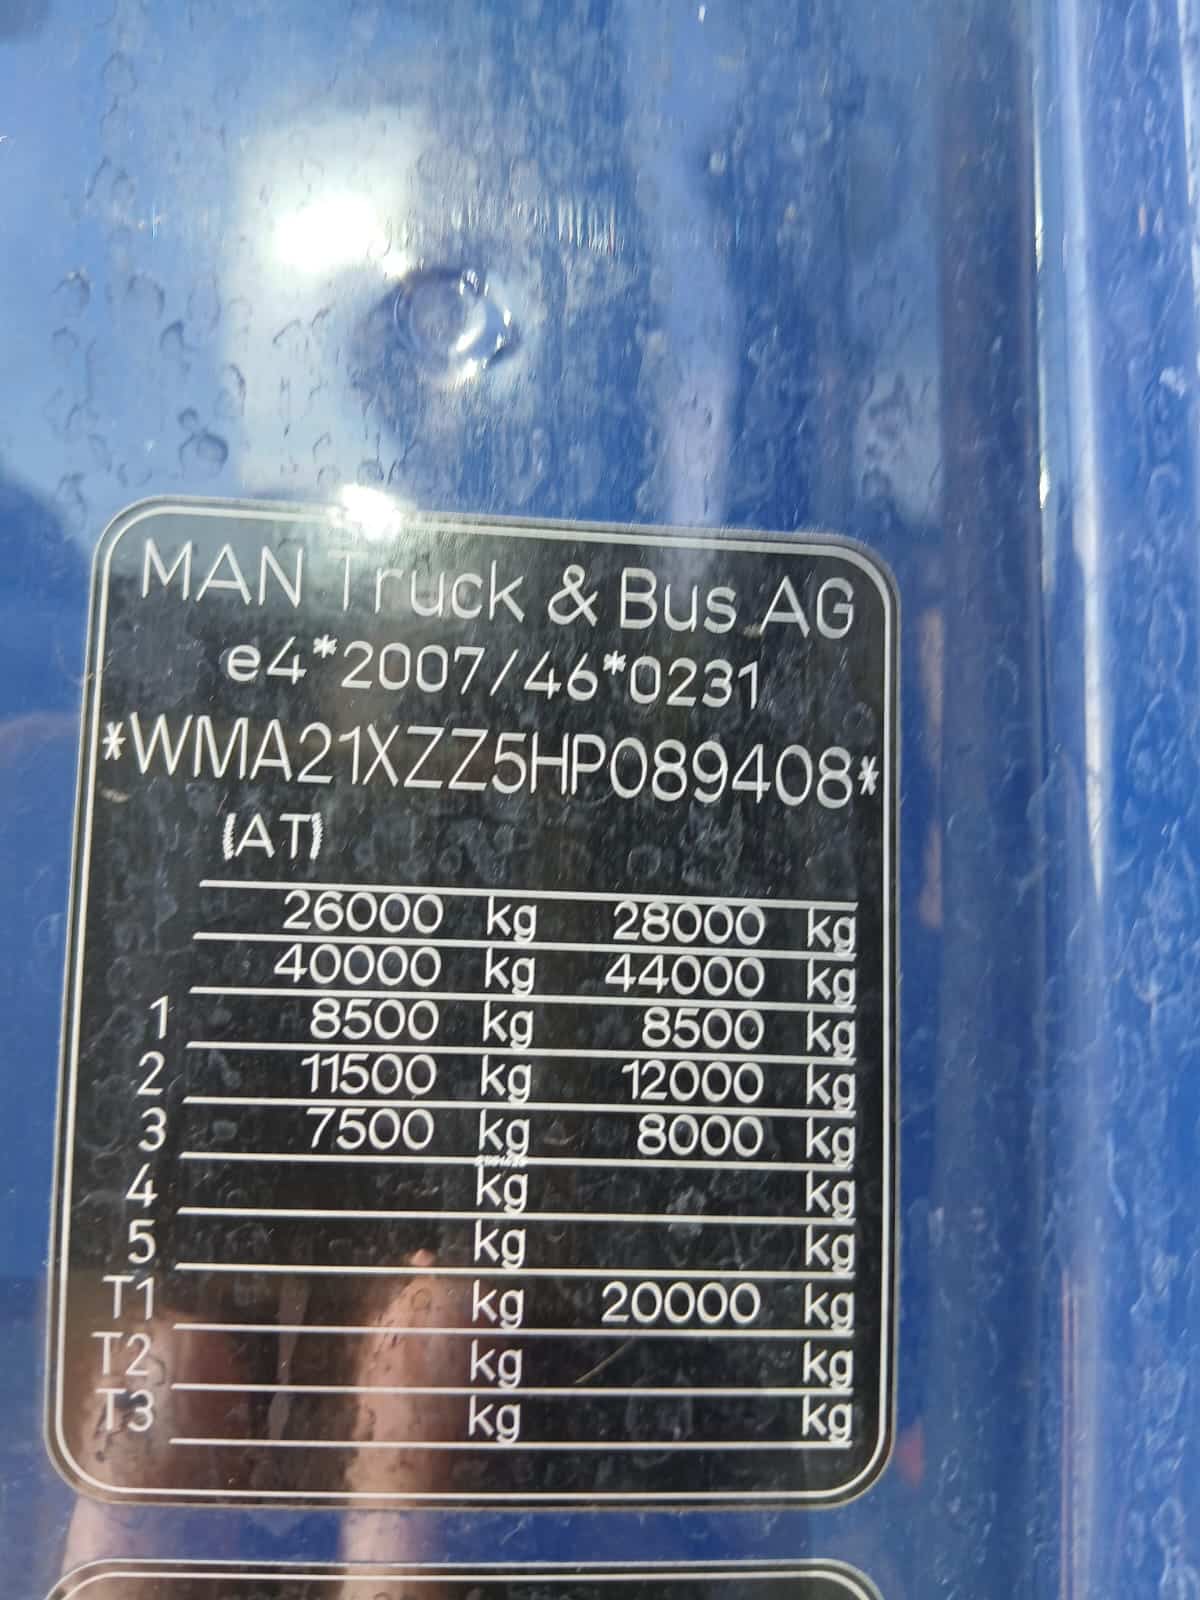 MAN Truck & Bus AG
e4*2007/46*0231
*WMA21XZZ5HP089408*
(AT)
26000 kg 28000 kg
40000 kg 44000 kg
1 8500 kg 8500 kg
2 11500 kg 12000 kg
3 7500 kg 8000 kg
4 kg kg
5 kg kg
T1 kg 20000 kg
T2 kg kg
T3 kg kg